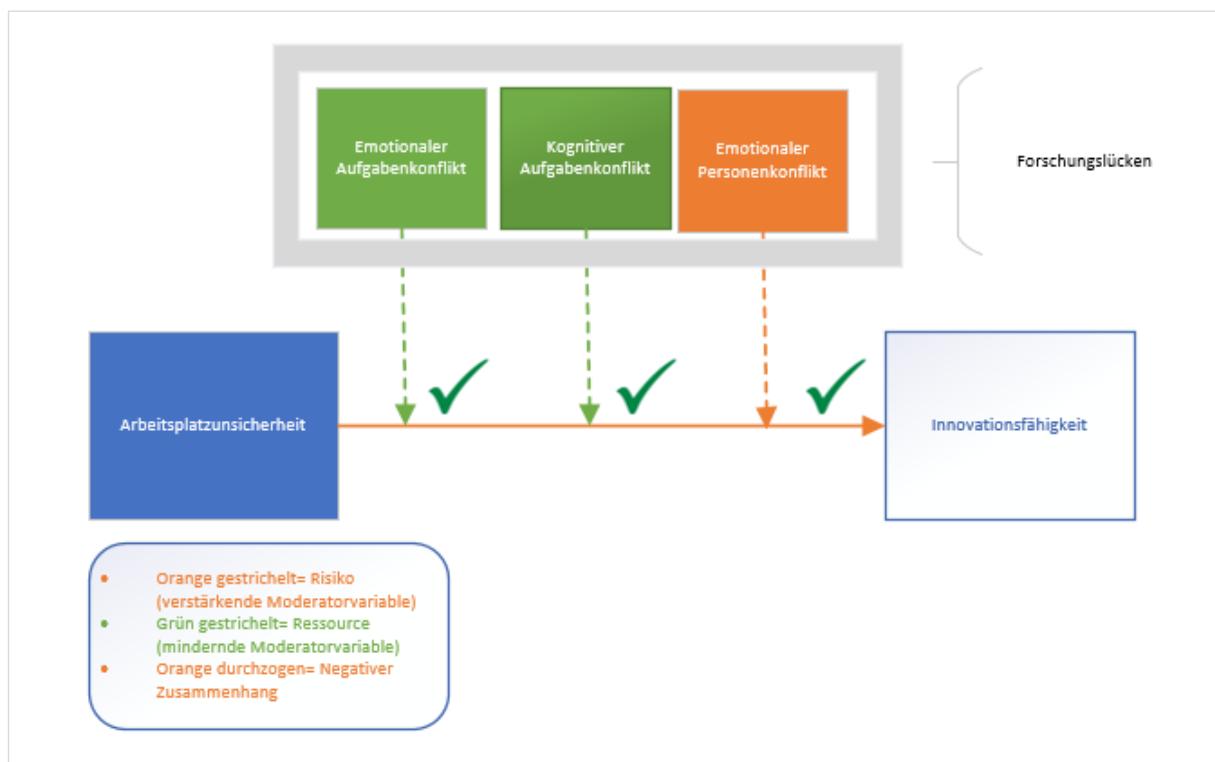 Emotionaler
Aufgabenkonflikt
Kognitiver
Aufgabenkonflikt
Emotionaler
Personenkonflikt
Forschungslücken
Arbeitsplatzunsicherheit
Innovationsfähigkeit
• Orange gestrichelt= Risiko
(verstärkende Moderatorvariable)
• Grün gestrichelt= Ressource
(mindernde Moderatorvariable)
• Orange durchzogen= Negativer
Zusammenhang